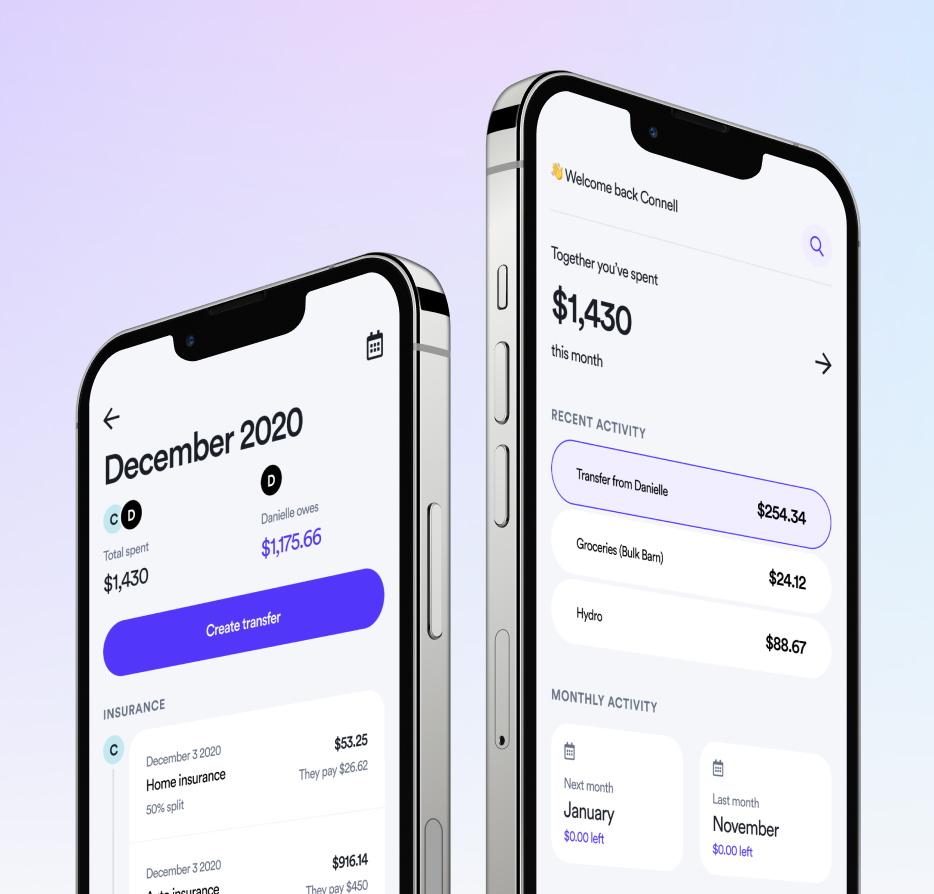 December 2020
C
D
D
Total spent
$1,430
Danielle owes
$1,175.66
Create transfer
INSURANCE
C
December 3 2020
$53.25
Home insurance
They pay $26.62
50% split
December 3 2020
$916.14
Auto insurance
They pay $450
👋 Welcome back Connell
Together you've spent
$1,430
this month
RECENT ACTIVITY
Transfer from Danielle
$254.34
Groceries (Bulk Barn)
$24.12
Hydro
$88.67
MONTHLY ACTIVITY
Next month
January
$0.00 left
Last month
November
$0.00 left